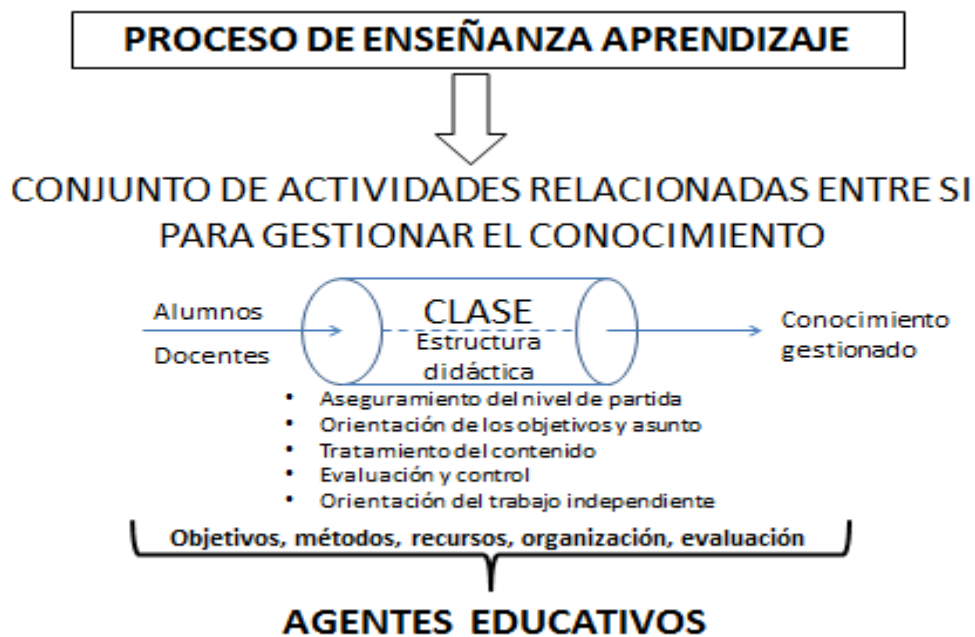 PROCESO DE ENSEÑANZA APRENDIZAJE
CONJUNTO DE ACTIVIDADES RELACIONADAS ENTRE SI
PARA GESTIONAR EL CONOCIMIENTO
Alumnos
Docentes
CLASE
Estructura
didáctica
Conocimiento
gestionado
• Aseguramiento del nivel de partida
• Orientación de los objetivos y asunto
• Tratamiento del contenido
• Evaluación y control
• Orientación del trabajo independiente
Objetivos, métodos, recursos, organización, evaluación
AGENTES EDUCATIVOS